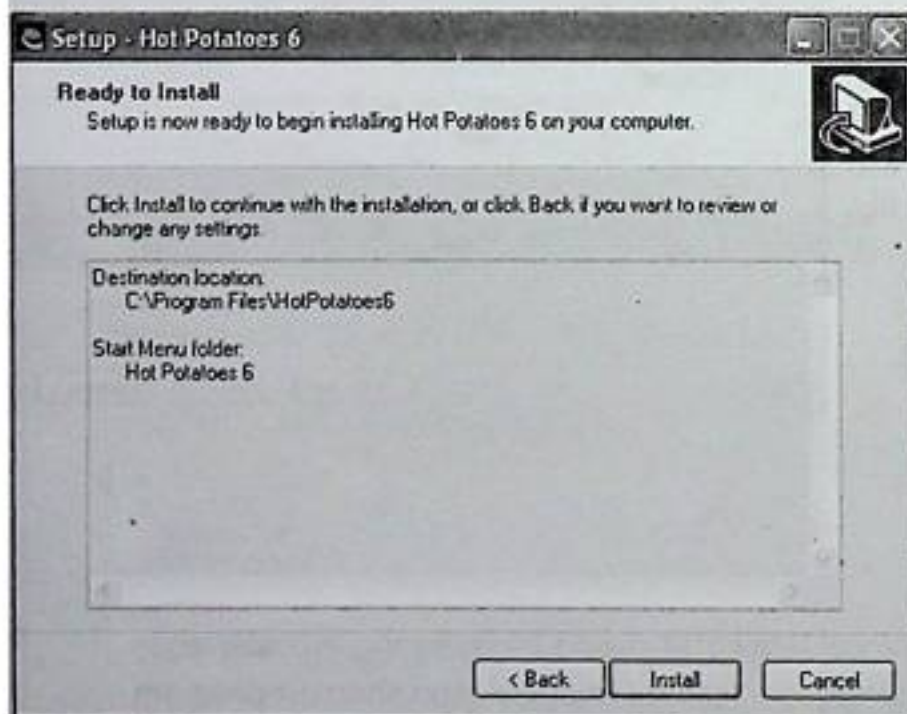 Setup - Hot Potatoes 6
Ready to Install
Setup is now ready to begin installing Hot Potatoes 6 on your computer.
Click Install to continue with the installation, or click Back if you want to review or
change any settings.
Destination location:
C:\Program Files\HotPotatoes6
Start Menu folder:
Hot Potatoes 6
< Back
Install
Cancel